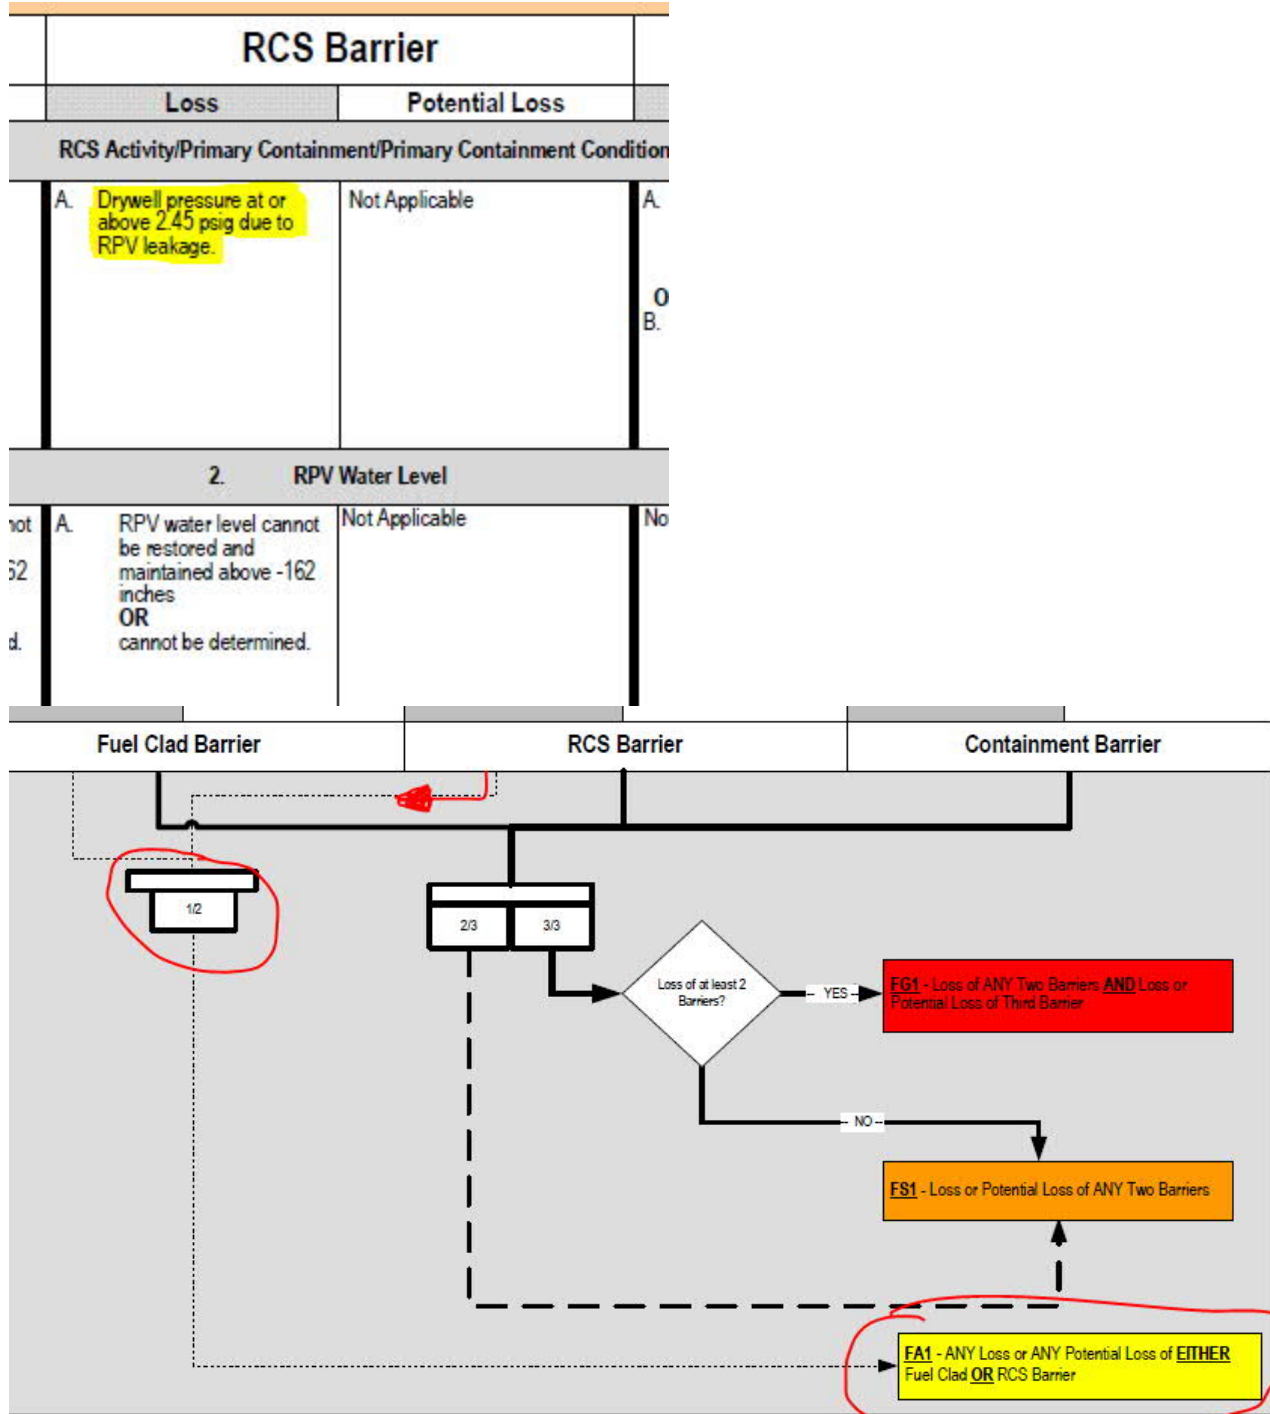 RCS Barrier
Loss
Potential Loss
RCS Activity/Primary Containment/Primary Containment Condition
A. Drywell pressure at or
above 2.45 psig due to
RPV leakage.
Not Applicable
A.
O
B.
2. RPV Water Level
not
62
d.
A. RPV water level cannot
be restored and
maintained above -162
inches
OR
cannot be determined.
Not Applicable
No
Fuel Clad Barrier
RCS Barrier
Containment Barrier
1/2
2/3
3/3
Loss of at least 2
Barriers?
-- YES --
FG1 - Loss of ANY Two Barriers AND Loss or
Potential Loss of Third Barrier
-- NO --
FS1 - Loss or Potential Loss of ANY Two Barriers
FA1 - ANY Loss or ANY Potential Loss of EITHER
Fuel Clad OR RCS Barrier